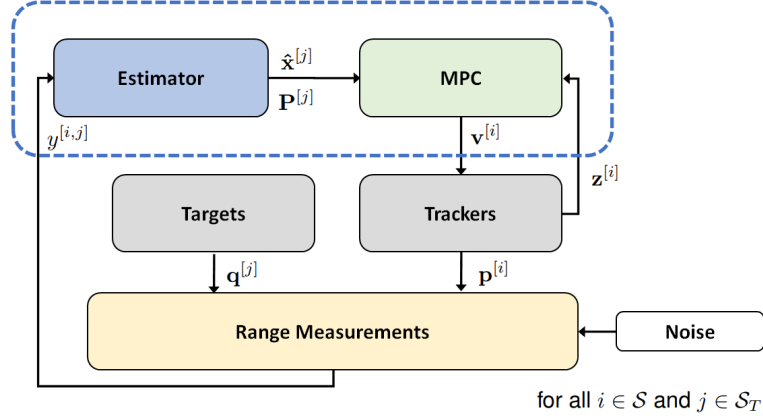 Estimator
x̂^[j]
P^[j]
MPC
y^[i,j]
v^[i]
z^[i]
Targets
Trackers
q^[j]
p^[i]
Range Measurements
Noise
for all i ∈ 𝒮 and j ∈ 𝒮_T